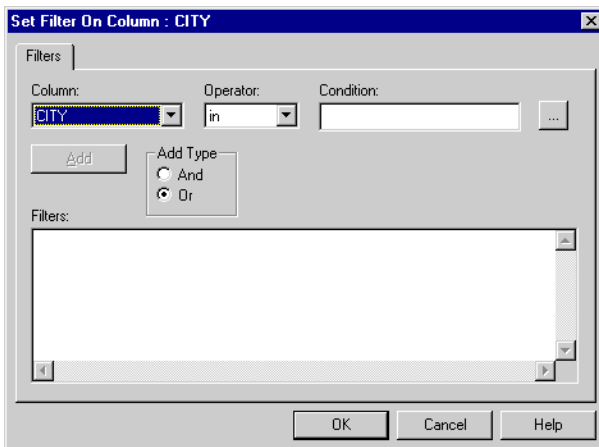 Set Filter On Column : CITY
Filters
Column:
Operator:
Condition:
CITY
in
...
Add
Add Type
And
Or
Filters:
OK
Cancel
Help